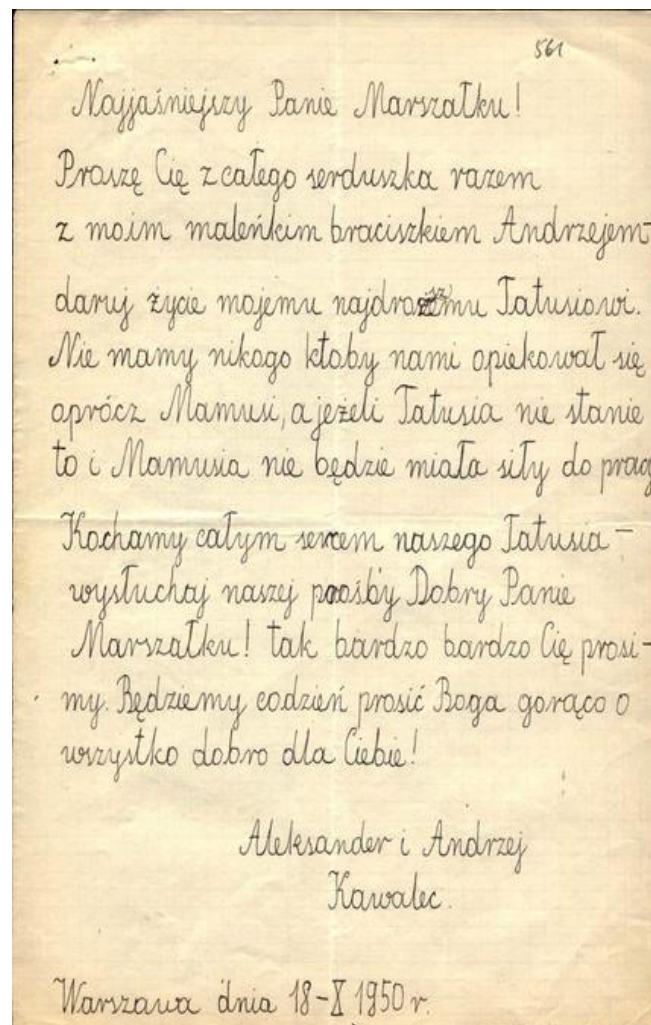 561
Najjaśniejszy Panie Marszałku!
Proszę Cię z całego serduszka razem
z moim maleńkim braciszkiem Andrzejem-
daruj życie mojemu najdroższemu Tatusiowi.
Nie mamy nikogo ktoby nami opiekował się
oprócz Mamusi, a jeżeli Tatusia nie stanie
to i Mamusia nie będzie miała siły do pracy
Kochamy całym sercem naszego Tatusia-
wysłuchaj naszej prośby Dobry Panie
Marszałku! tak bardzo bardzo Cię prosi-
my. Będziemy codzień prosić Boga gorąco o
wszystko dobro dla Ciebie!
Aleksander i Andrzej
Kawalec.
Warszawa dnia 18-X 1950 r.